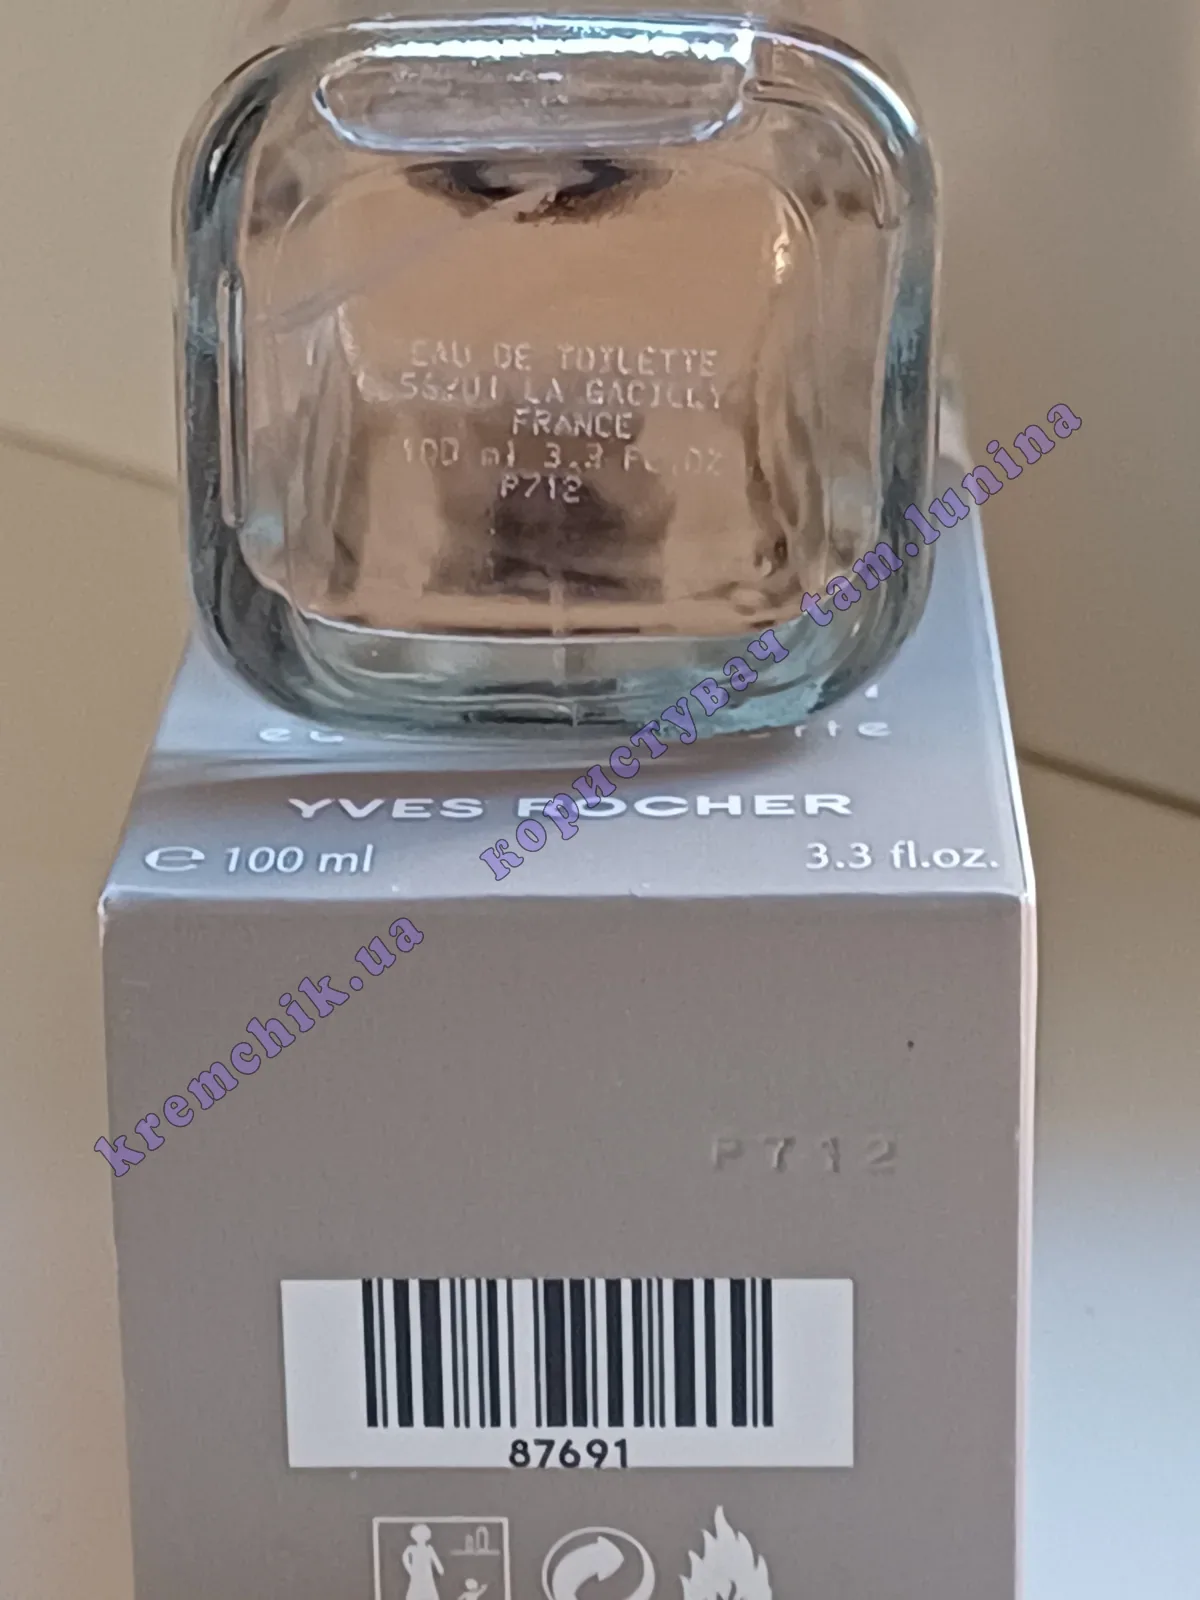 EAU DE TOILETTE
56201 LA GACILLY
FRANCE
100 ml 3.3 FL.OZ
P712
YVES ROCHER
℮ 100 ml
3.3 fl.oz.
користувач tam.lunina
kremchik.ua
P712
87691